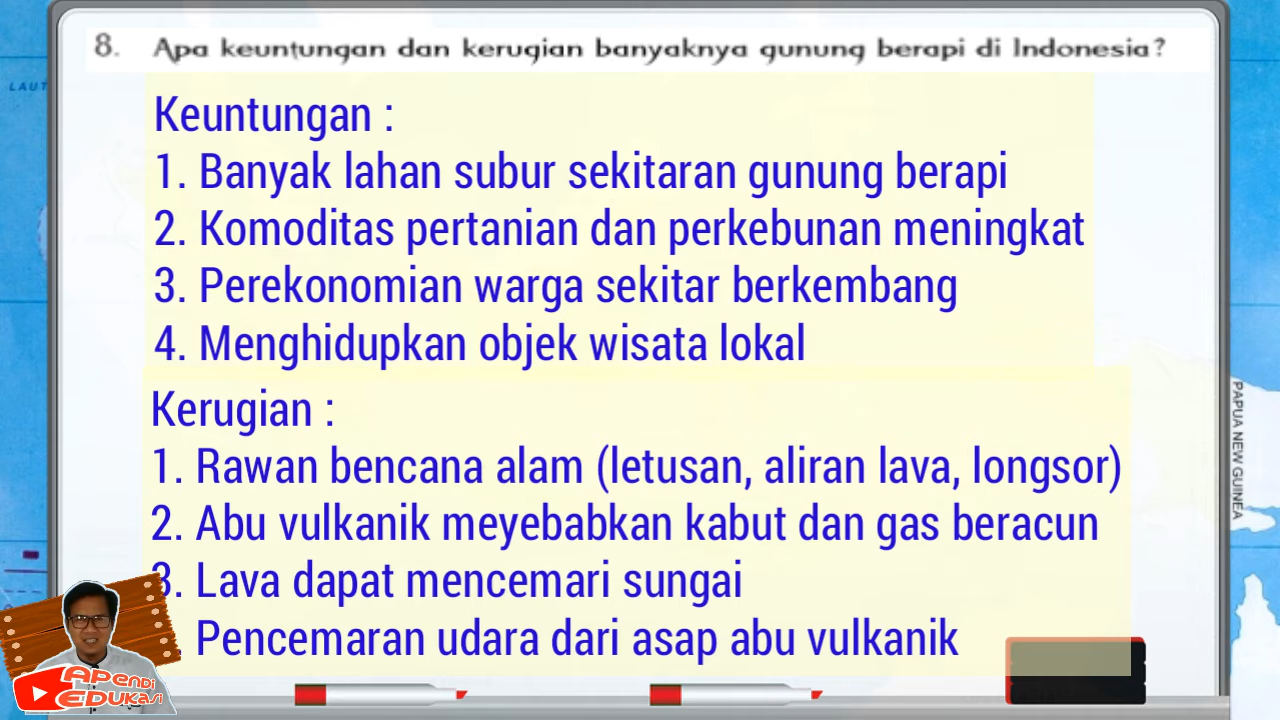 8. Apa keuntungan dan kerugian banyaknya gunung berapi di Indonesia?
LAUT
Keuntungan :
1. Banyak lahan subur sekitaran gunung berapi
2. Komoditas pertanian dan perkebunan meningkat
3. Perekonomian warga sekitar berkembang
4. Menghidupkan objek wisata lokal
Kerugian :
1. Rawan bencana alam (letusan, aliran lava, longsor)
2. Abu vulkanik meyebabkan kabut dan gas beracun
3. Lava dapat mencemari sungai
. Pencemaran udara dari asap abu vulkanik
PAPUA NEW GUINEA
APendi
EDUKasi